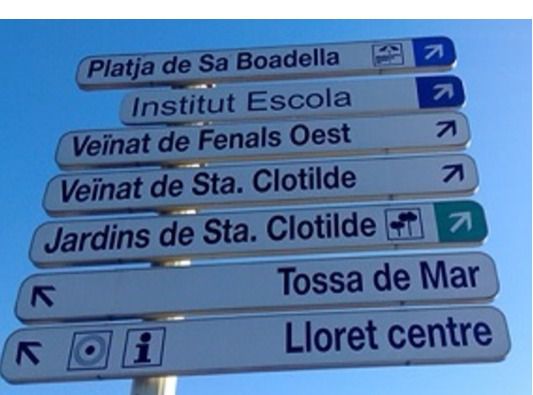 Platja de Sa Boadella
Institut Escola
Veïnat de Fenals Oest
Veïnat de Sta. Clotilde
Jardins de Sta. Clotilde
Tossa de Mar
i Lloret centre